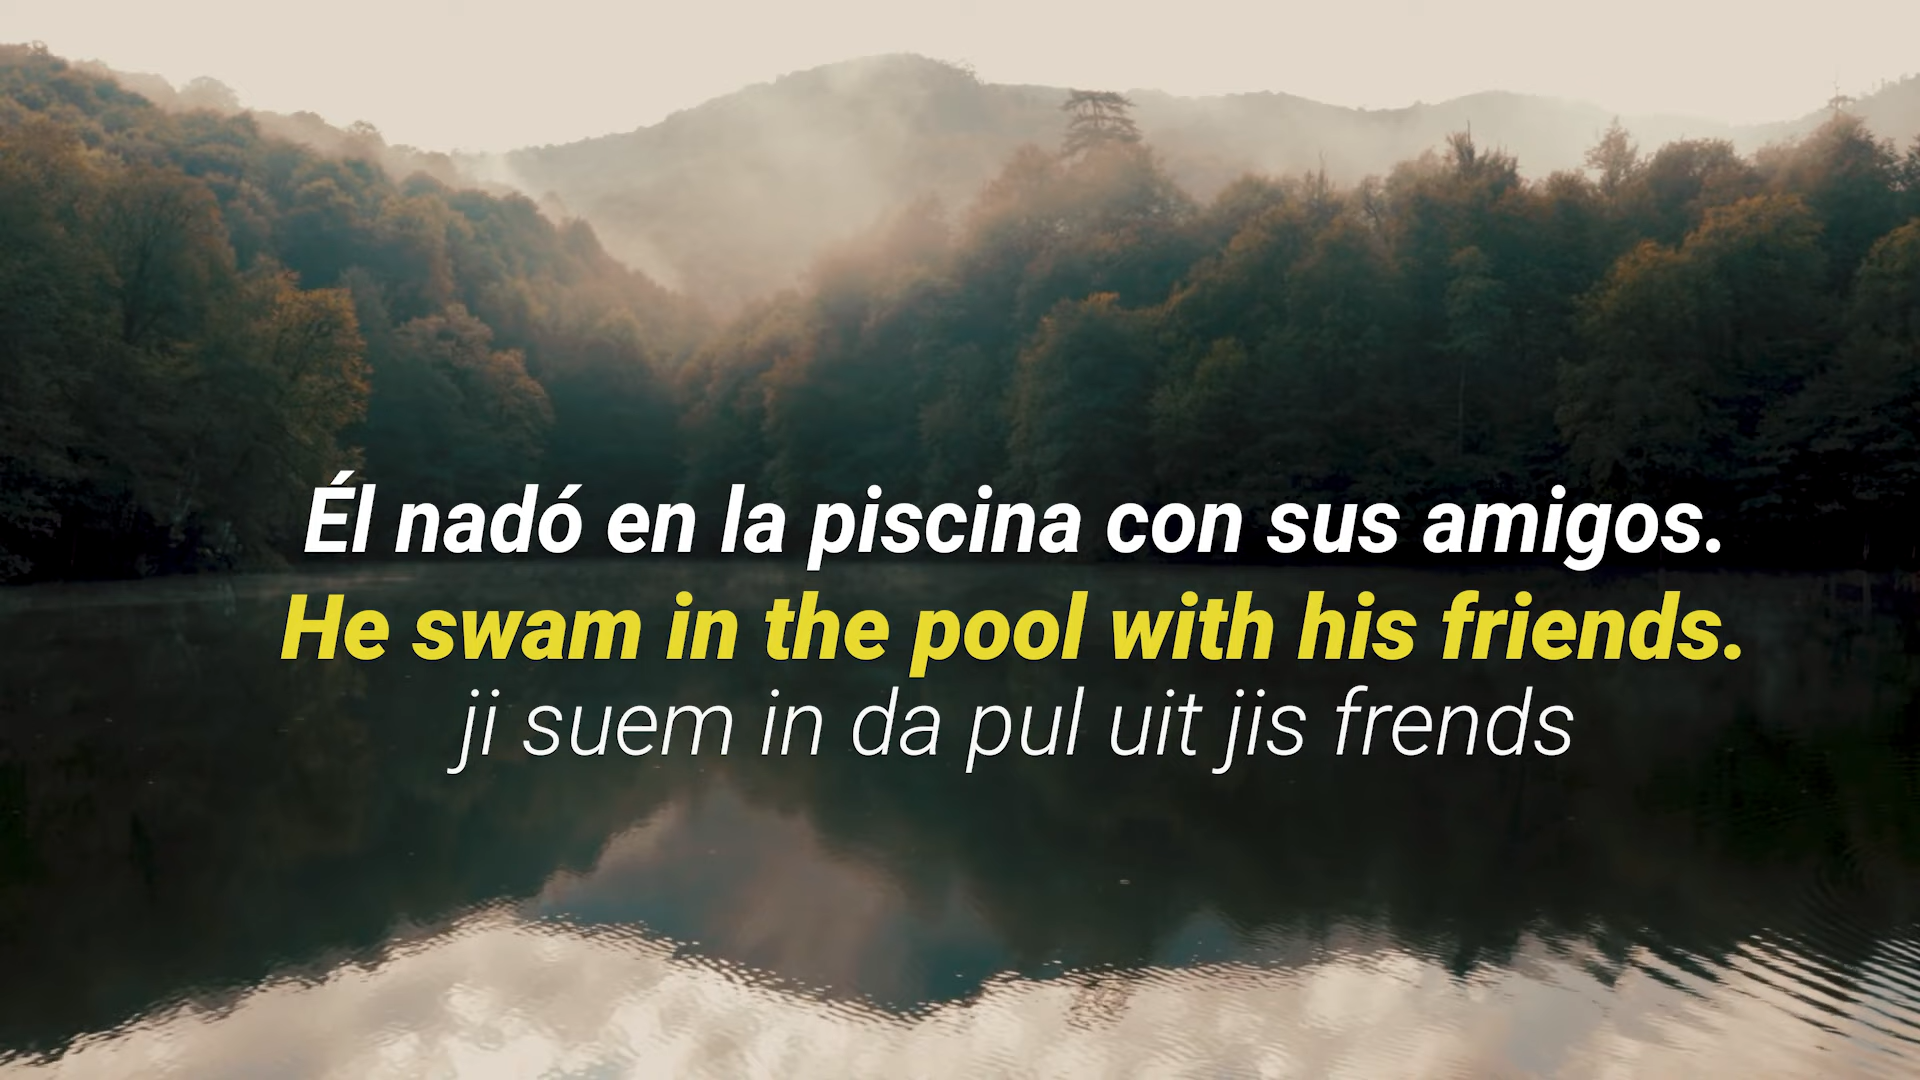 Él nadó en la piscina con sus amigos.
He swam in the pool with his friends.
ji suem in da pul uit jis frends